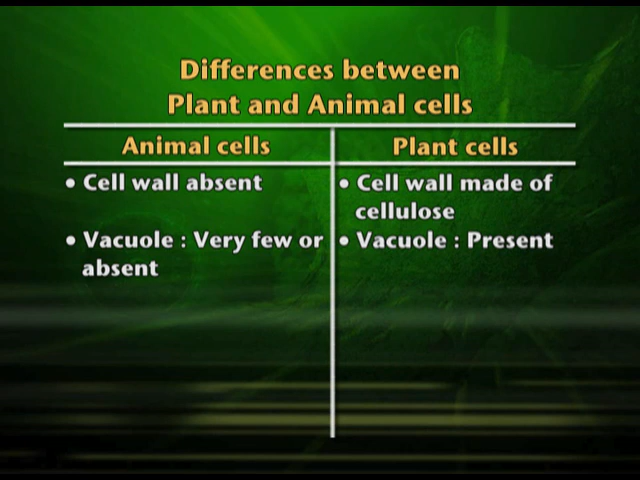 Differences between
Plant and Animal cells
Animal cells
Plant cells
• Cell wall absent
• Cell wall made of
cellulose
• Vacuole : Very few or
absent
• Vacuole : Present